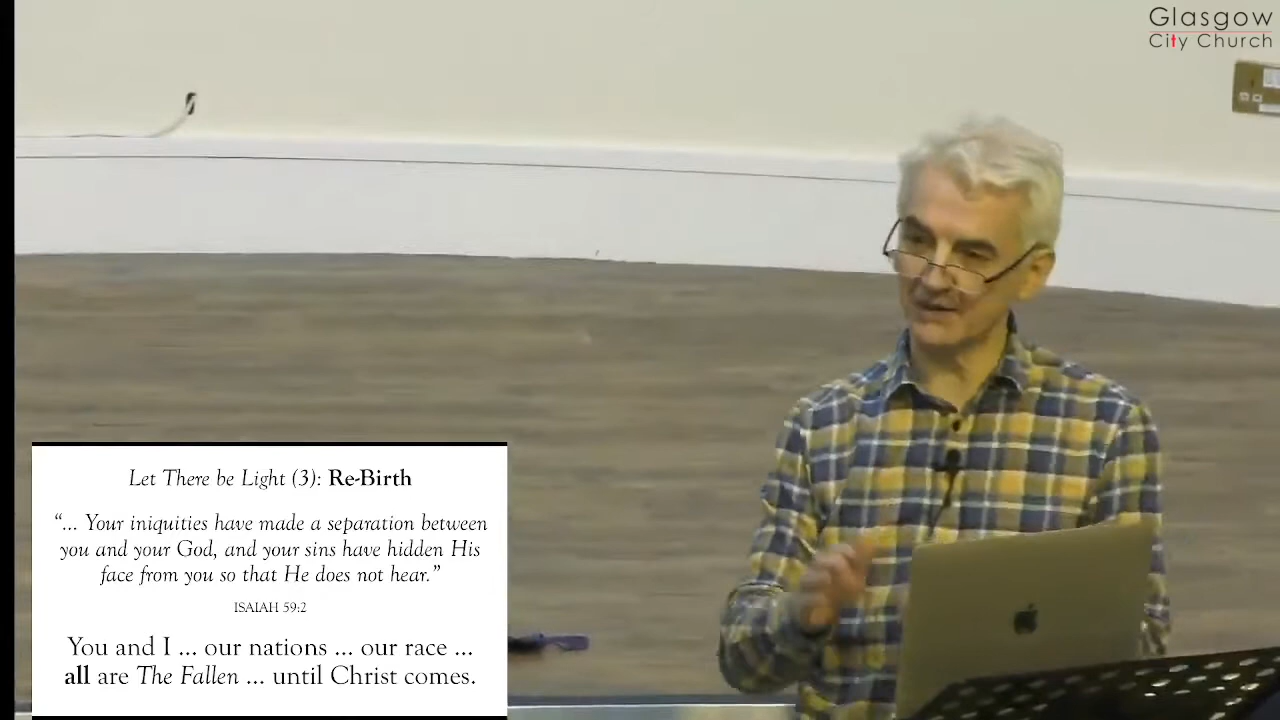 Glasgow
City Church
Let There be Light (3): Re-Birth
“... Your iniquities have made a separation between
you and your God, and your sins have hidden His
face from you so that He does not hear.”
ISAIAH 59:2
You and I ... our nations ... our race ...
all are The Fallen ... until Christ comes.